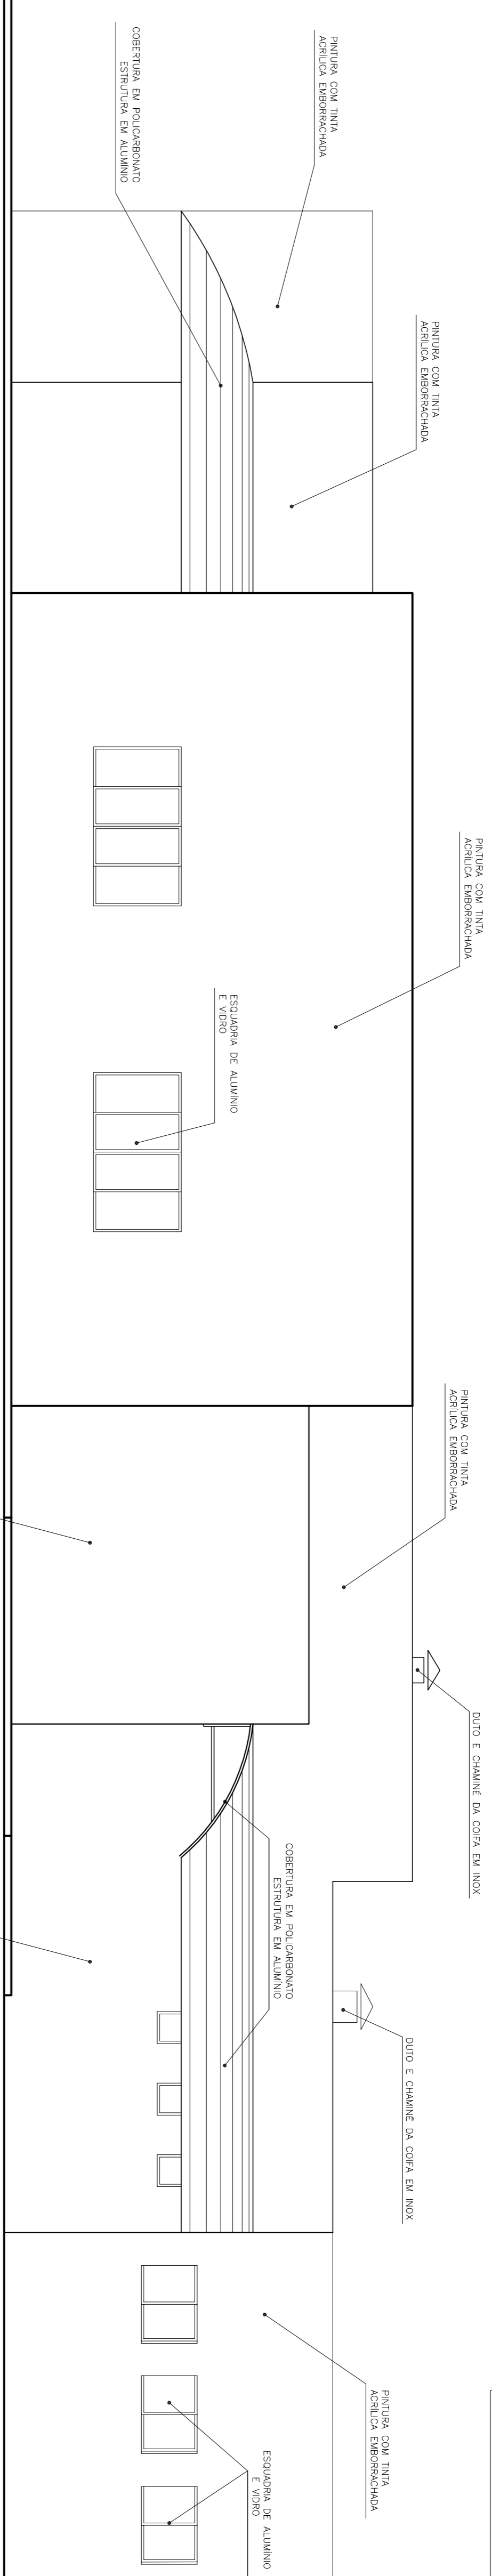 PINTURA COM TINTA
ACRÍLICA EMBORRACHADA
COBERTURA EM POLICARBONATO
ESTRUTURA EM ALUMÍNIO
PINTURA COM TINTA
ACRÍLICA EMBORRACHADA
PINTURA COM TINTA
ACRÍLICA EMBORRACHADA
ESQUADRIA DE ALUMÍNIO
E VIDRO
PINTURA COM TINTA
ACRÍLICA EMBORRACHADA
DUTO E CHAMINÉ DA COIFA EM INOX
COBERTURA EM POLICARBONATO
ESTRUTURA EM ALUMÍNIO
DUTO E CHAMINÉ DA COIFA EM INOX
PINTURA COM TINTA
ACRÍLICA EMBORRACHADA
ESQUADRIA DE ALUMÍNIO
E VIDRO